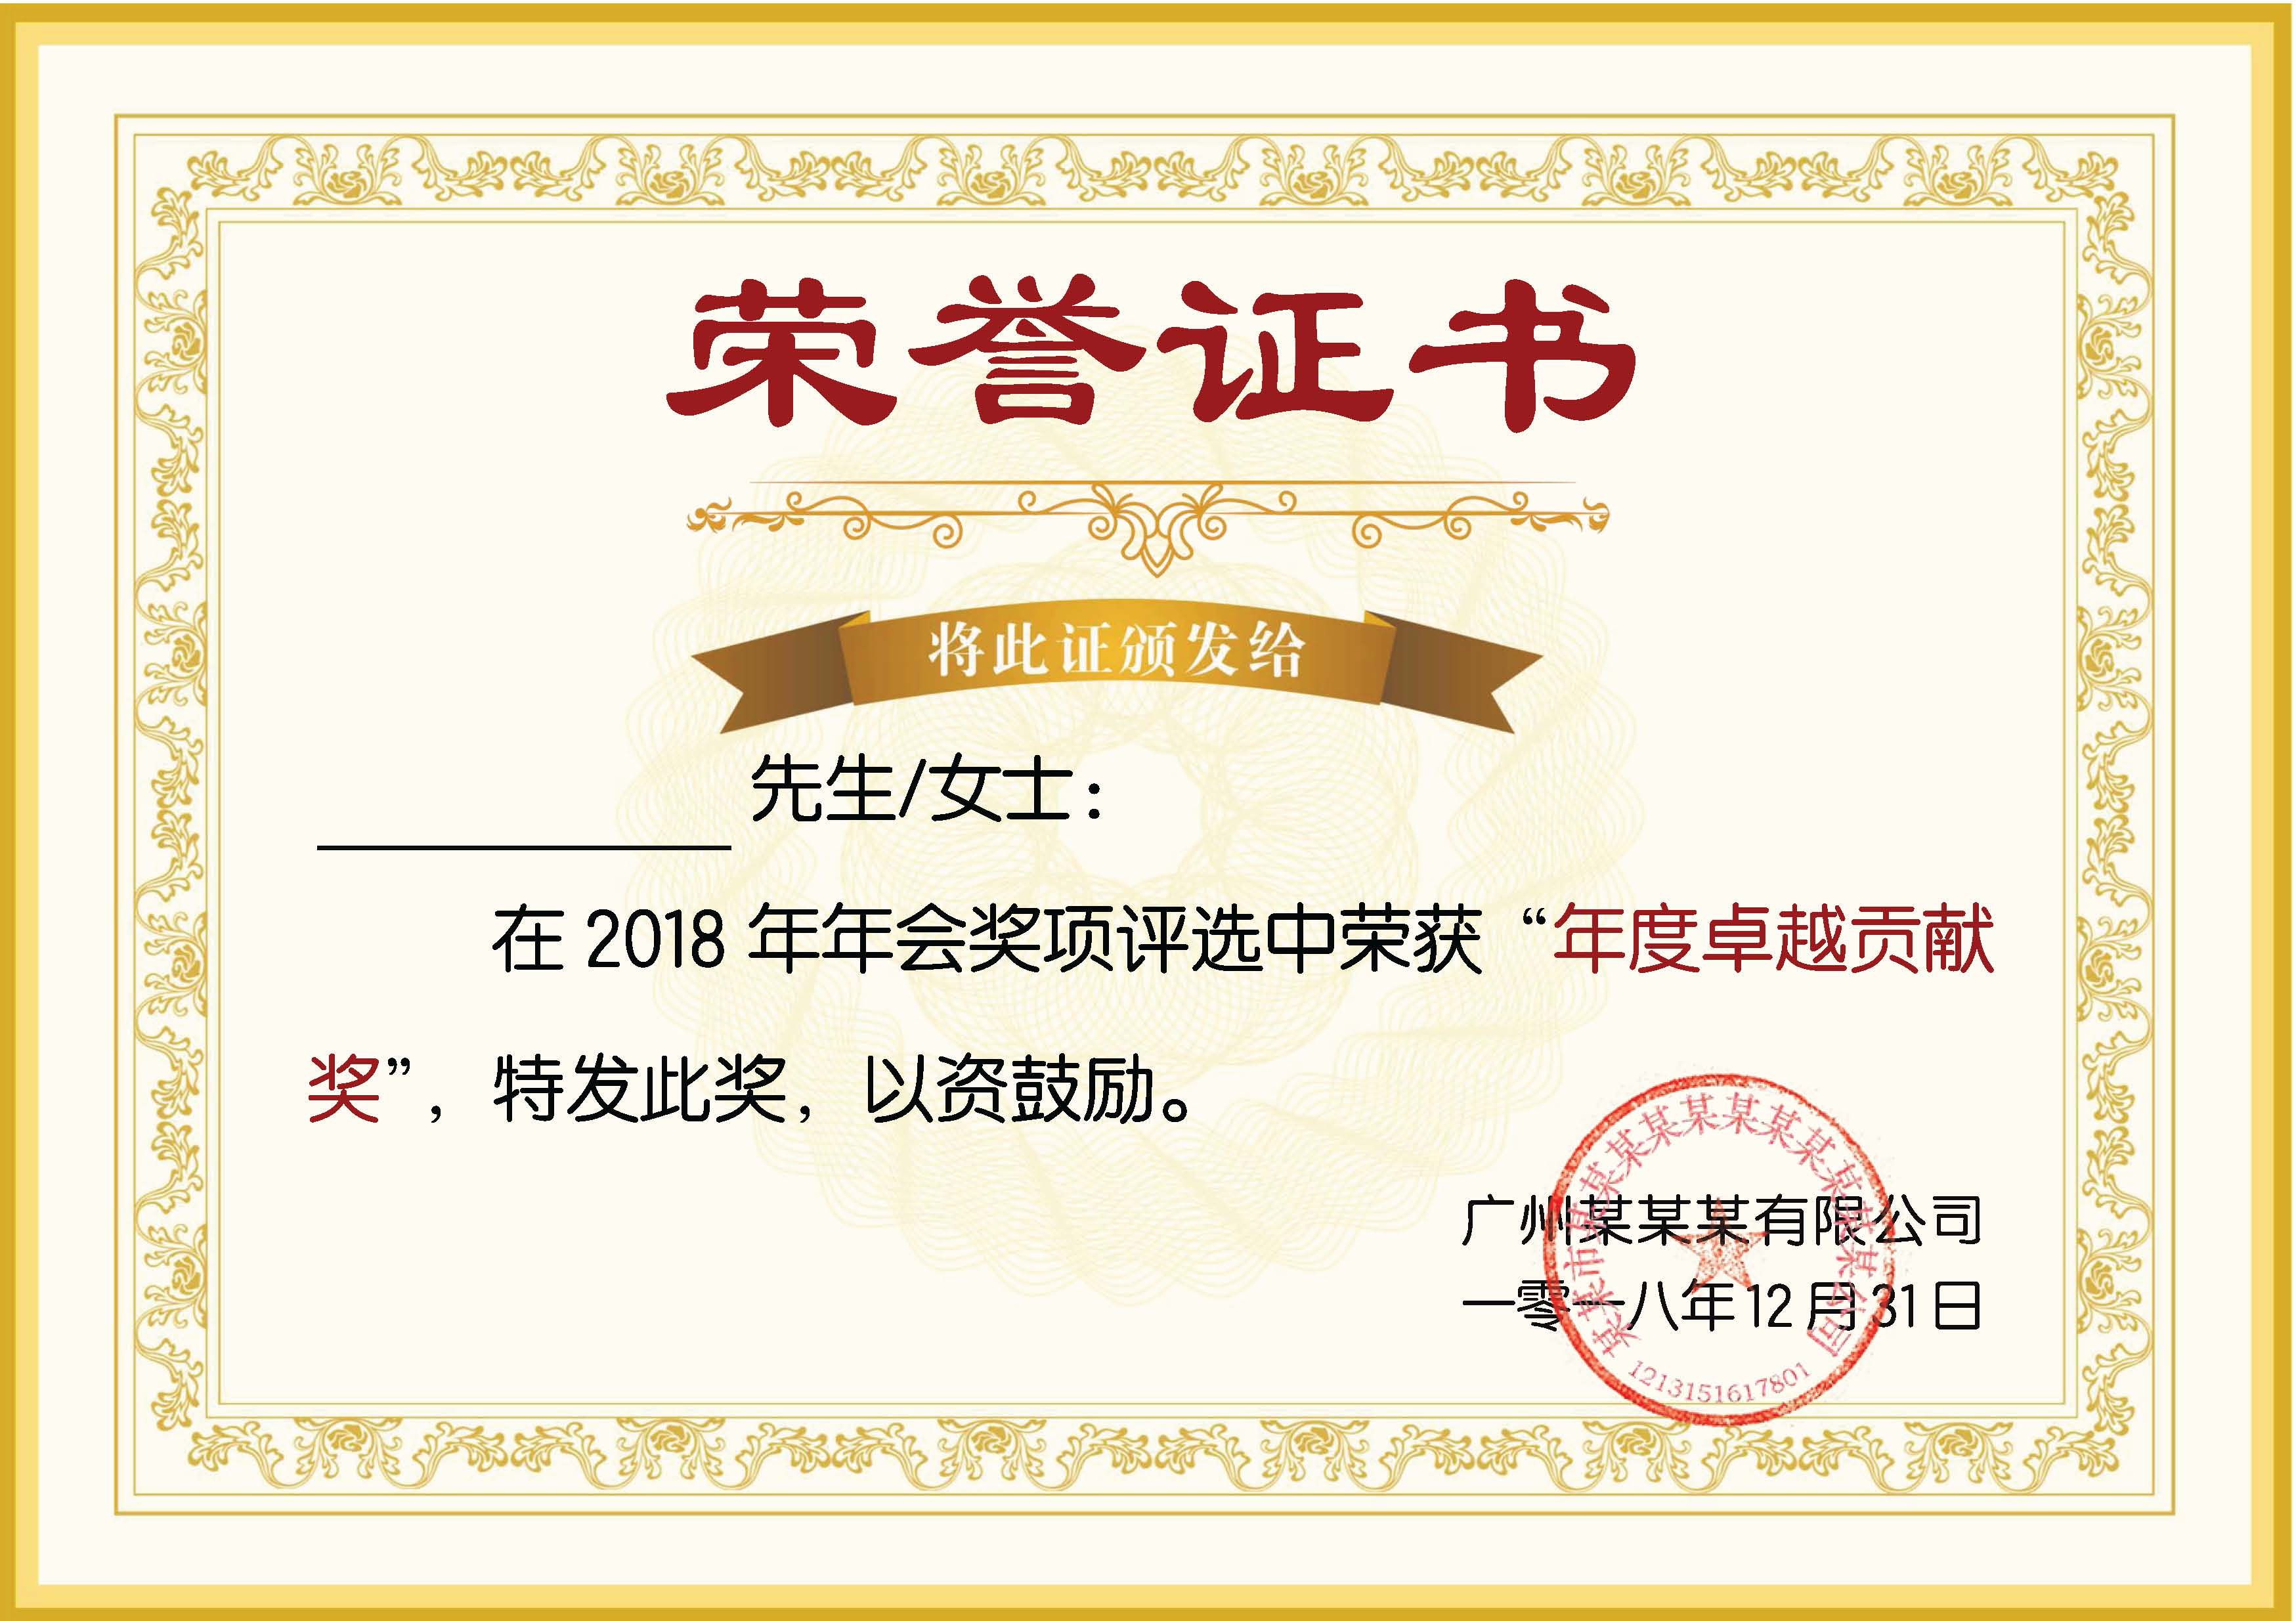 荣誉证书
将此证颁发给
先生/女士：
在 2018 年年会奖项评选中荣获“年度卓越贡献
奖”，特发此奖，以资鼓励。
广州某某某有限公司
一零一八年12月31日
某某市某某某某某某某某某某某公司
1213151617801